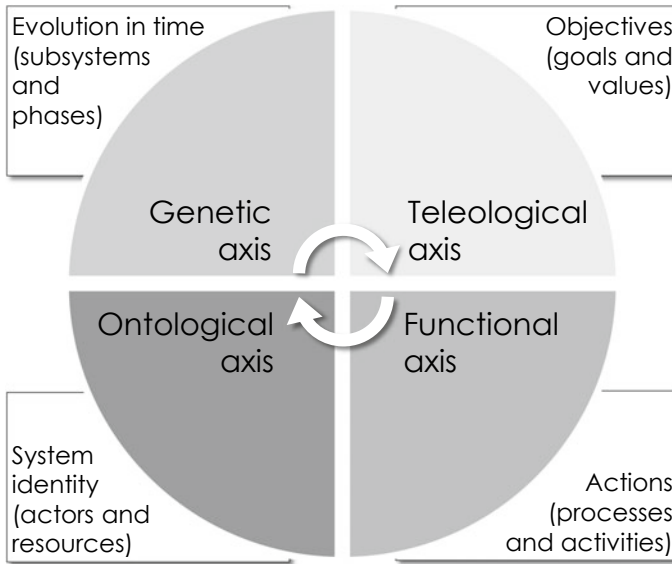 Evolution in time
(subsystems
and
phases)
Objectives
(goals and
values)
Genetic
axis
Teleological
axis
Ontological
axis
Functional
axis
System
identity
(actors and
resources)
Actions
(processes
and activities)